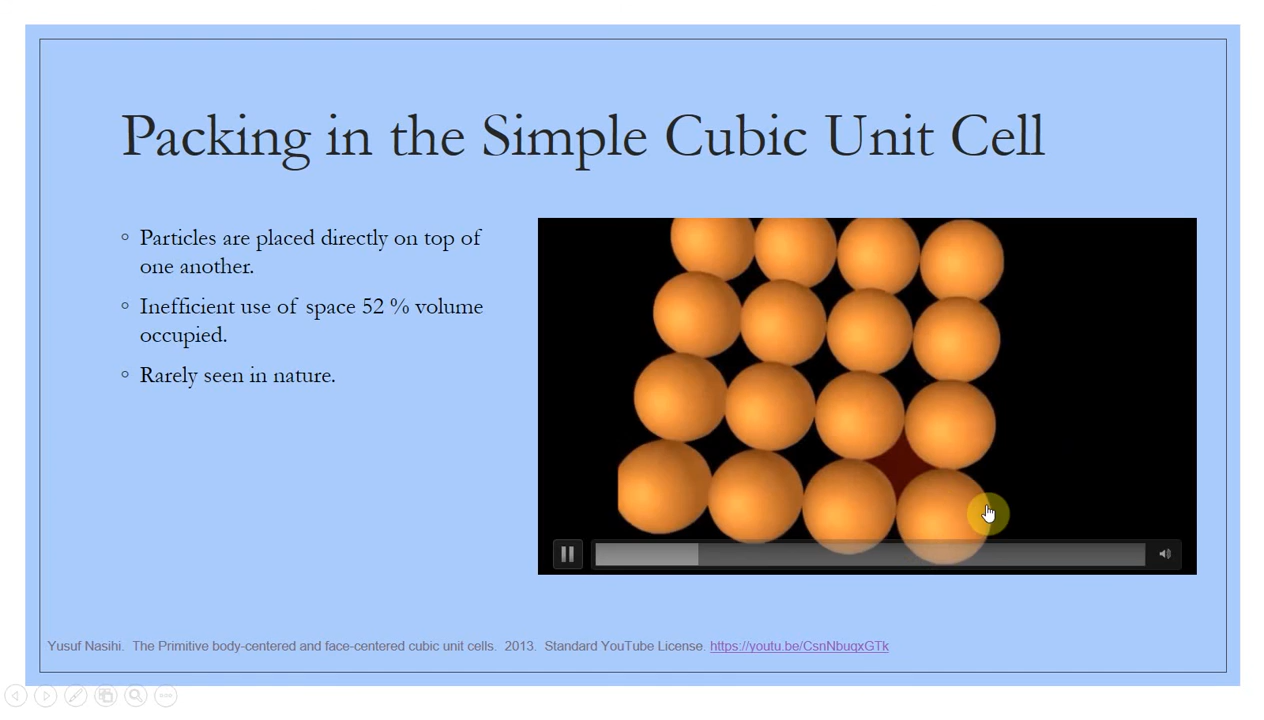 Packing in the Simple Cubic Unit Cell
◦ Particles are placed directly on top of
one another.
◦ Inefficient use of space 52 % volume
occupied.
◦ Rarely seen in nature.
Yusuf Nasihi. The Primitive body-centered and face-centered cubic unit cells. 2013. Standard YouTube License. https://youtu.be/CsnNbuqxGTk